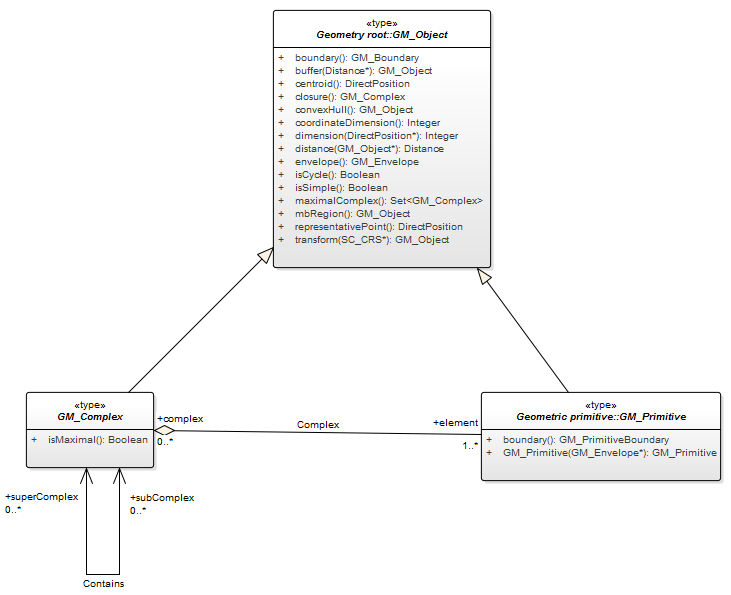 «type»
Geometry root::GM_Object
+ boundary(): GM_Boundary
+ buffer(Distance*): GM_Object
+ centroid(): DirectPosition
+ closure(): GM_Complex
+ convexHull(): GM_Object
+ coordinateDimension(): Integer
+ dimension(DirectPosition*): Integer
+ distance(GM_Object*): Distance
+ envelope(): GM_Envelope
+ isCycle(): Boolean
+ isSimple(): Boolean
+ maximalComplex(): Set<GM_Complex>
+ mbRegion(): GM_Object
+ representativePoint(): DirectPosition
+ transform(SC_CRS*): GM_Object
«type»
GM_Complex
+ isMaximal(): Boolean
+complex
0..*
Complex
+element
1..*
«type»
Geometric primitive::GM_Primitive
+ boundary(): GM_PrimitiveBoundary
+ GM_Primitive(GM_Envelope*): GM_Primitive
+superComplex
0..*
+subComplex
0..*
Contains